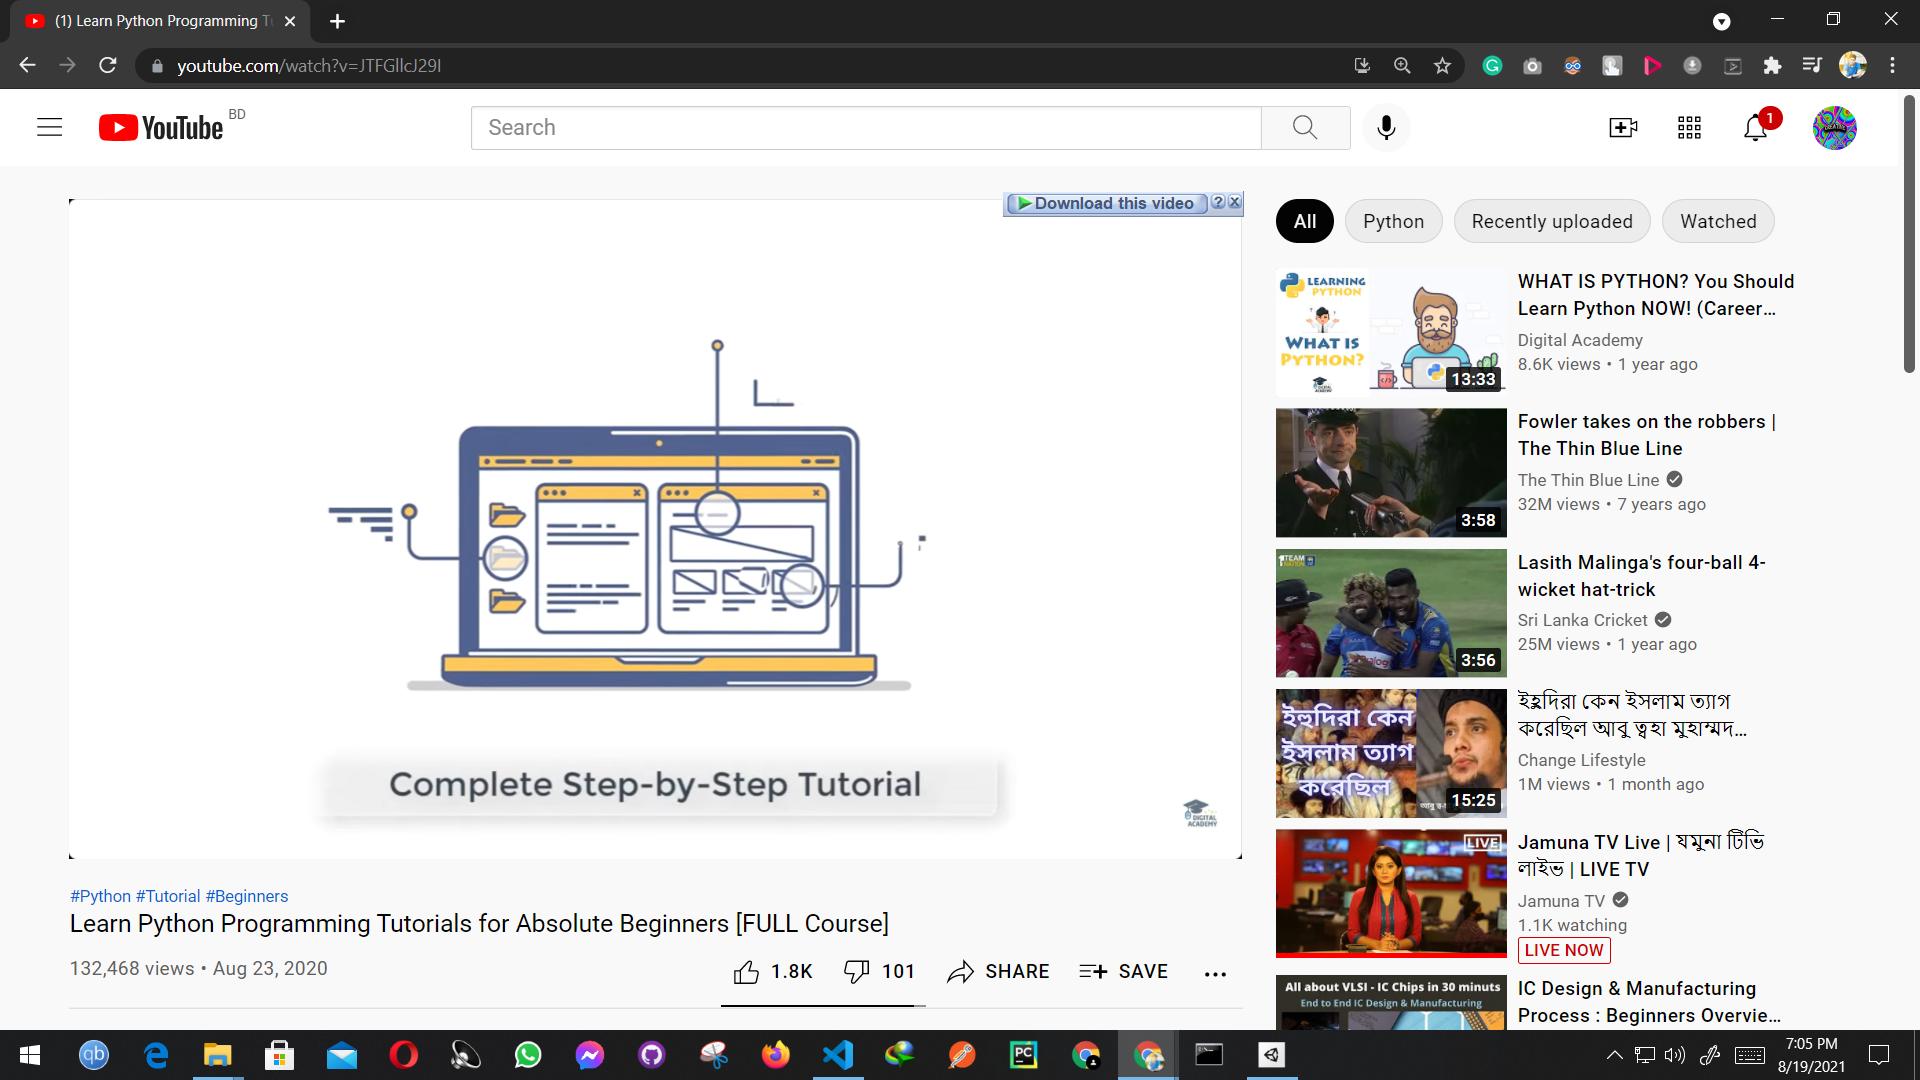 (1) Learn Python Programming Tu
youtube.com/watch?v=JTFGllcJ29I
YouTube BD
Search
1
Download this video ? x
Complete Step-by-Step Tutorial
DIGITAL
ACADEMY
#Python #Tutorial #Beginners
Learn Python Programming Tutorials for Absolute Beginners [FULL Course]
132,468 views • Aug 23, 2020
1.8K 101 SHARE SAVE
All Python Recently uploaded Watched
LEARNING
PYTHON
WHAT IS
PYTHON?
13:33
WHAT IS PYTHON? You Should
Learn Python NOW! (Career...
Digital Academy
8.6K views • 1 year ago
3:58
Fowler takes on the robbers |
The Thin Blue Line
The Thin Blue Line
32M views • 7 years ago
3:56
Lasith Malinga's four-ball 4-
wicket hat-trick
Sri Lanka Cricket
25M views • 1 year ago
ইহুদিরা কেন
ইসলাম ত্যাগ
করেছিল
15:25
ইহুদিরা কেন ইসলাম ত্যাগ
করেছিল আবু ত্বহা মুহাম্মদ...
Change Lifestyle
1M views • 1 month ago
LIVE
Jamuna TV Live | যমুনা টিভি
লাইভ | LIVE TV
Jamuna TV
1.1K watching
LIVE NOW
All about VLSI - IC Chips in 30 minuts
End to End IC Design & Manufacturing
IC Design & Manufacturing
Process : Beginners Overvie...
qb
PC
7:05 PM
8/19/2021